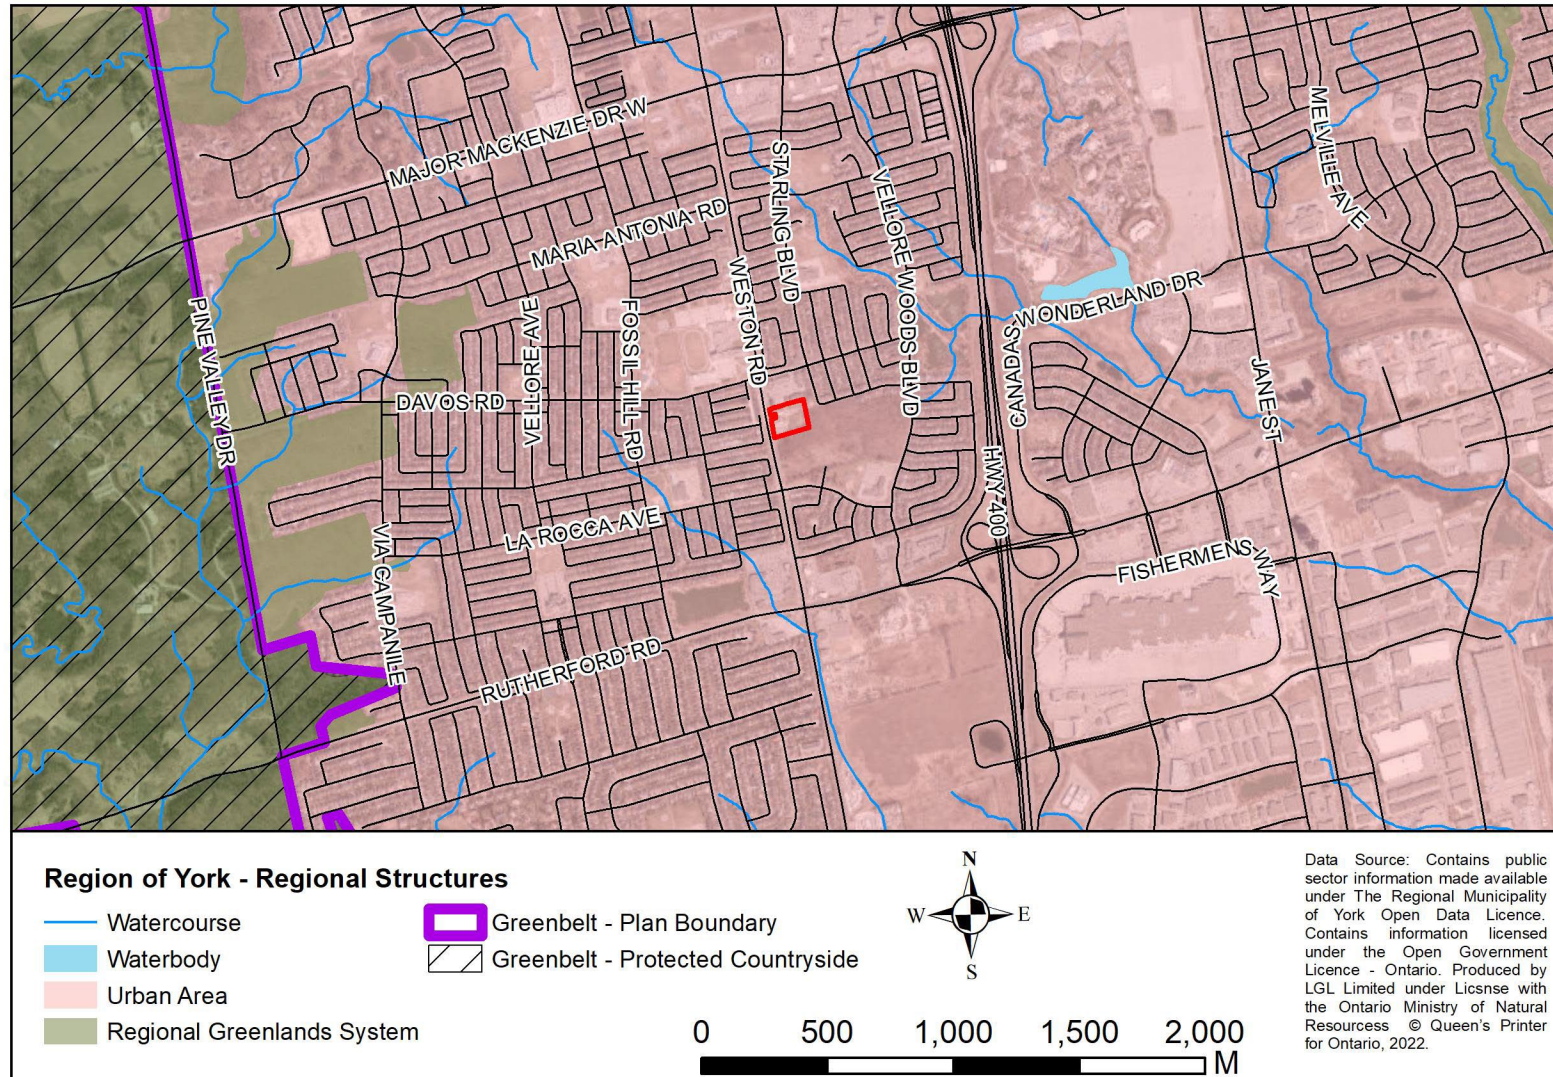 MAJOR MACKENZIE DR W
MELVILLE AVE
STARLING BLVD
VELLORE WOODS BLVD
MARIA ANTONIA RD
WESTON RD
PINE VALLEY DR
VELLORE AVE
FOSSIL HILL RD
CANADAS
WONDERLAND DR
JANE ST
DAVOS RD
HWY 400
LA ROCCA AVE
VIA CAMPANILE
FISHERMENS WAY
RUTHERFORD RD
Region of York - Regional Structures
Watercourse
Waterbody
Urban Area
Regional Greenlands System
Greenbelt - Plan Boundary
Greenbelt - Protected Countryside
N
W
E
S
0 500 1,000 1,500 2,000
M
Data Source: Contains public
sector information made available
under The Regional Municipality
of York Open Data Licence.
Contains information licensed
under the Open Government
Licence - Ontario. Produced by
LGL Limited under Licsnse with
the Ontario Ministry of Natural
Resourcess © Queen's Printer
for Ontario, 2022.